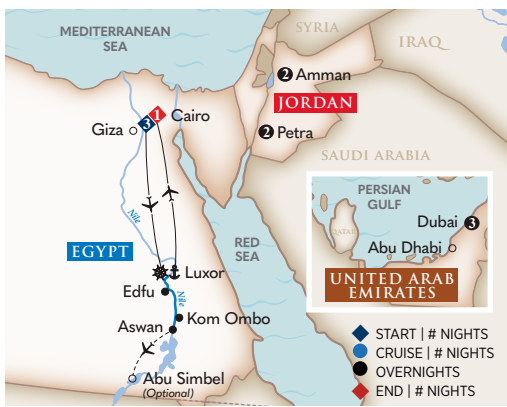 MEDITERRANEAN
SEA
SYRIA
IRAQ
2 Amman
JORDAN
2 Petra
Giza
3
1
Cairo
SAUDI ARABIA
Nile
PERSIAN
GULF
QATAR
Dubai 3
Abu Dhabi
UNITED ARAB
EMIRATES
RED
SEA
EGYPT
Luxor
Edfu
Nile
Kom Ombo
Aswan
Abu Simbel
(Optional)
START | # NIGHTS
CRUISE | # NIGHTS
OVERNIGHTS
END | # NIGHTS